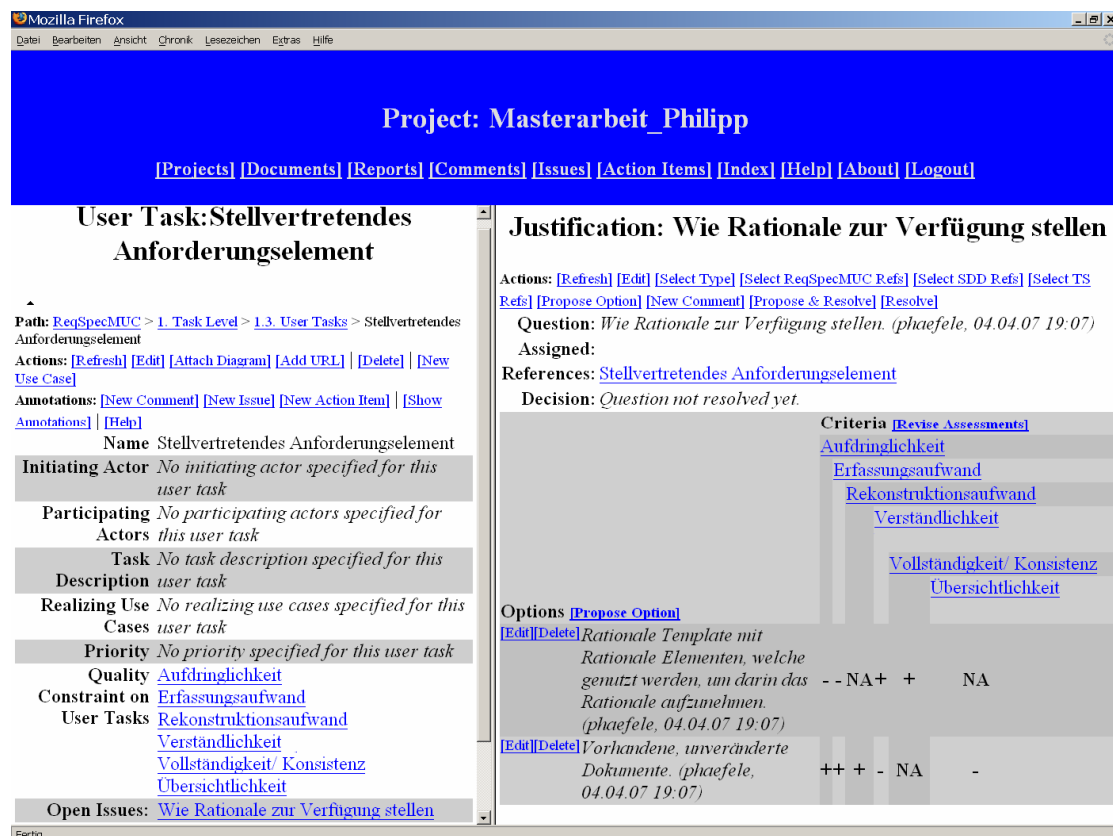 Mozilla Firefox
Datei Bearbeiten Ansicht Chronik Lesezeichen Extras Hilfe
Project: Masterarbeit_Philipp
[Projects] [Documents] [Reports] [Comments] [Issues] [Action Items] [Index] [Help] [About] [Logout]
User Task:Stellvertretendes
Anforderungselement
Path: ReqSpecMUC > 1. Task Level > 1.3. User Tasks > Stellvertretendes
Anforderungselement
Actions: [Refresh] [Edit] [Attach Diagram] [Add URL] | [Delete] | [New
Use Case]
Annotations: [New Comment] [New Issue] [New Action Item] | [Show
Annotations] | [Help]
Name Stellvertretendes Anforderungselement
Initiating Actor No initiating actor specified for this
user task
Participating No participating actors specified for
Actors this user task
Task No task description specified for this
Description user task
Realizing Use No realizing use cases specified for this
Cases user task
Priority No priority specified for this user task
Quality Aufdringlichkeit
Constraint on Erfassungsaufwand
User Tasks Rekonstruktionsaufwand
Verständlichkeit
Vollständigkeit/ Konsistenz
Übersichtlichkeit
Open Issues: Wie Rationale zur Verfügung stellen
Justification: Wie Rationale zur Verfügung stellen
Actions: [Refresh] [Edit] [Select Type] [Select ReqSpecMUC Refs] [Select SDD Refs] [Select TS
Refs] [Propose Option] [New Comment] [Propose & Resolve] [Resolve]
Question: Wie Rationale zur Verfügung stellen. (phaefele, 04.04.07 19:07)
Assigned:
References: Stellvertretendes Anforderungselement
Decision: Question not resolved yet.
Criteria [Revise Assessments]
Aufdringlichkeit
Erfassungsaufwand
Rekonstruktionsaufwand
Verständlichkeit
Vollständigkeit/ Konsistenz
Übersichtlichkeit
Options [Propose Option]
[Edit][Delete] Rationale Template mit
Rationale Elementen, welche
genutzt werden, um darin das - - NA + + NA
Rationale aufzunehmen.
(phaefele, 04.04.07 19:07)
[Edit][Delete] Vorhandene, unveränderte
Dokumente. (phaefele, + + + - NA -
04.04.07 19:07)
Fertig